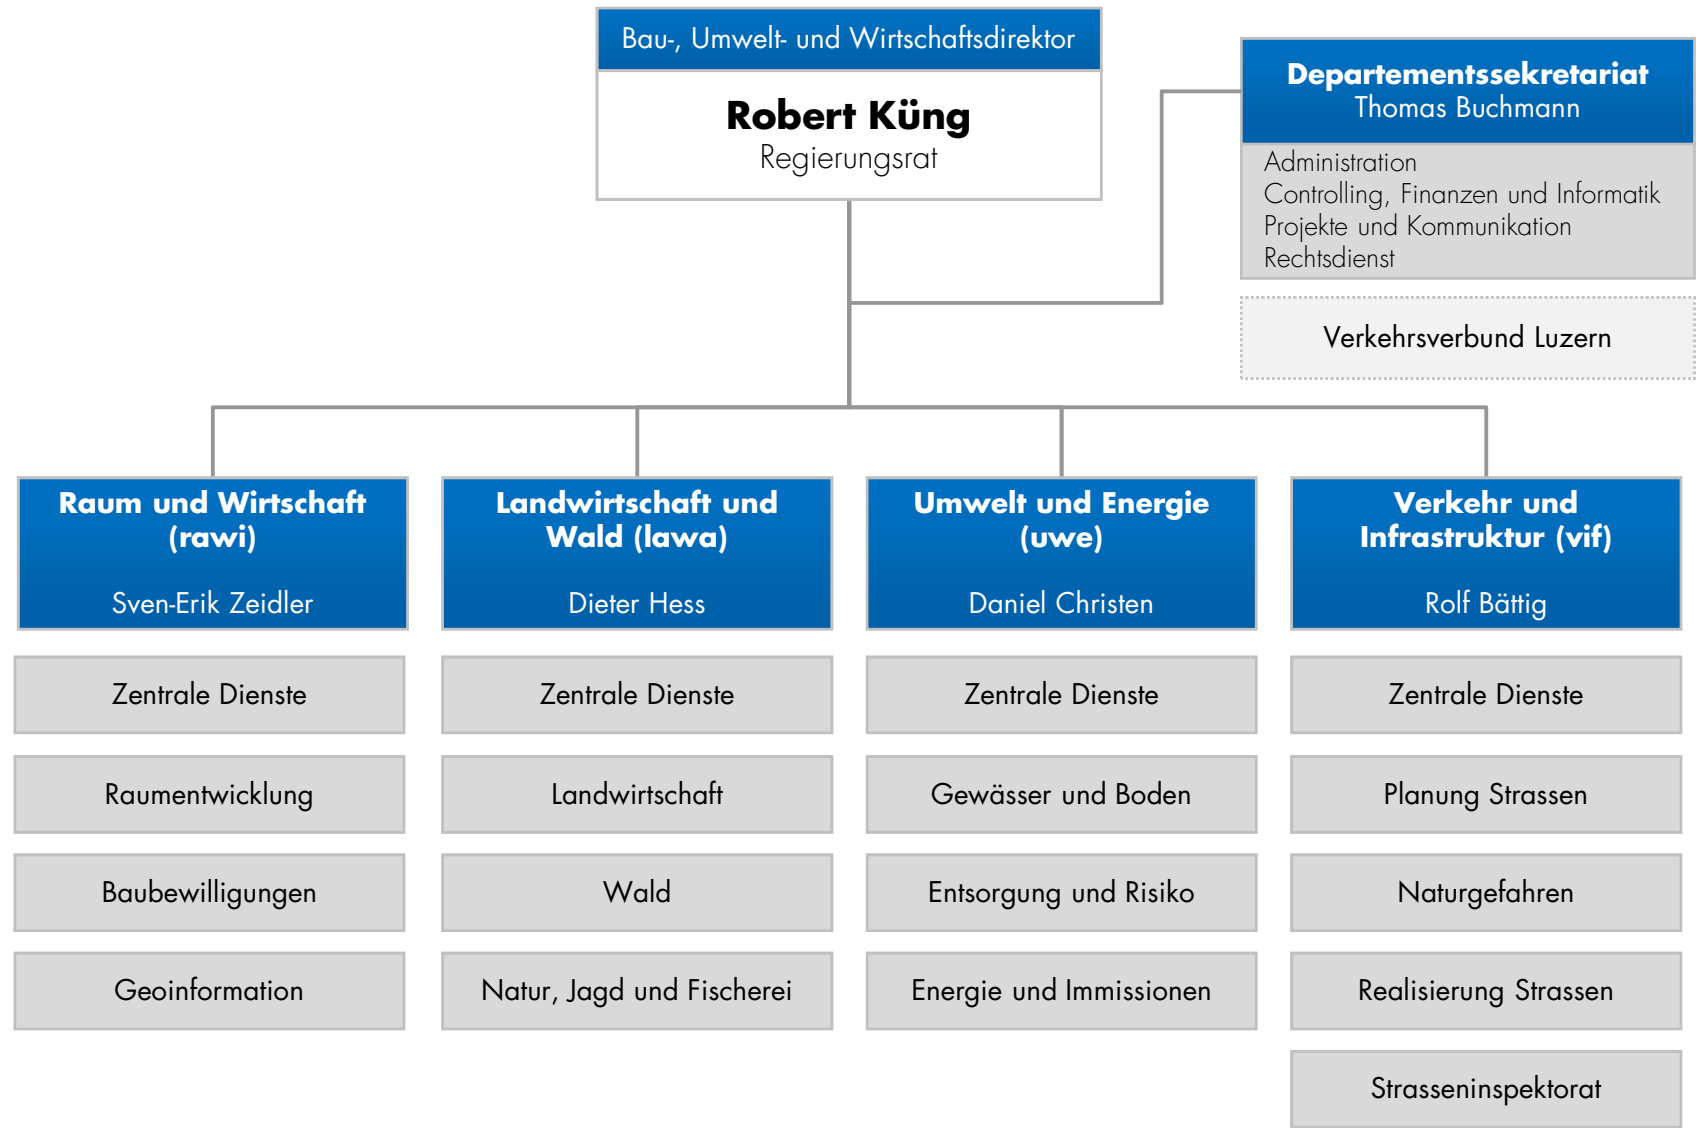 Bau-, Umwelt- und Wirtschaftsdirektor
Robert Küng
Regierungsrat
Departementssekretariat
Thomas Buchmann
Administration
Controlling, Finanzen und Informatik
Projekte und Kommunikation
Rechtsdienst
Verkehrsverbund Luzern
Raum und Wirtschaft
(rawi)
Sven-Erik Zeidler
Zentrale Dienste
Raumentwicklung
Baubewilligungen
Geoinformation
Landwirtschaft und
Wald (lawa)
Dieter Hess
Zentrale Dienste
Landwirtschaft
Wald
Natur, Jagd und Fischerei
Umwelt und Energie
(uwe)
Daniel Christen
Zentrale Dienste
Gewässer und Boden
Entsorgung und Risiko
Energie und Immissionen
Verkehr und
Infrastruktur (vif)
Rolf Bättig
Zentrale Dienste
Planung Strassen
Naturgefahren
Realisierung Strassen
Strasseninspektorat